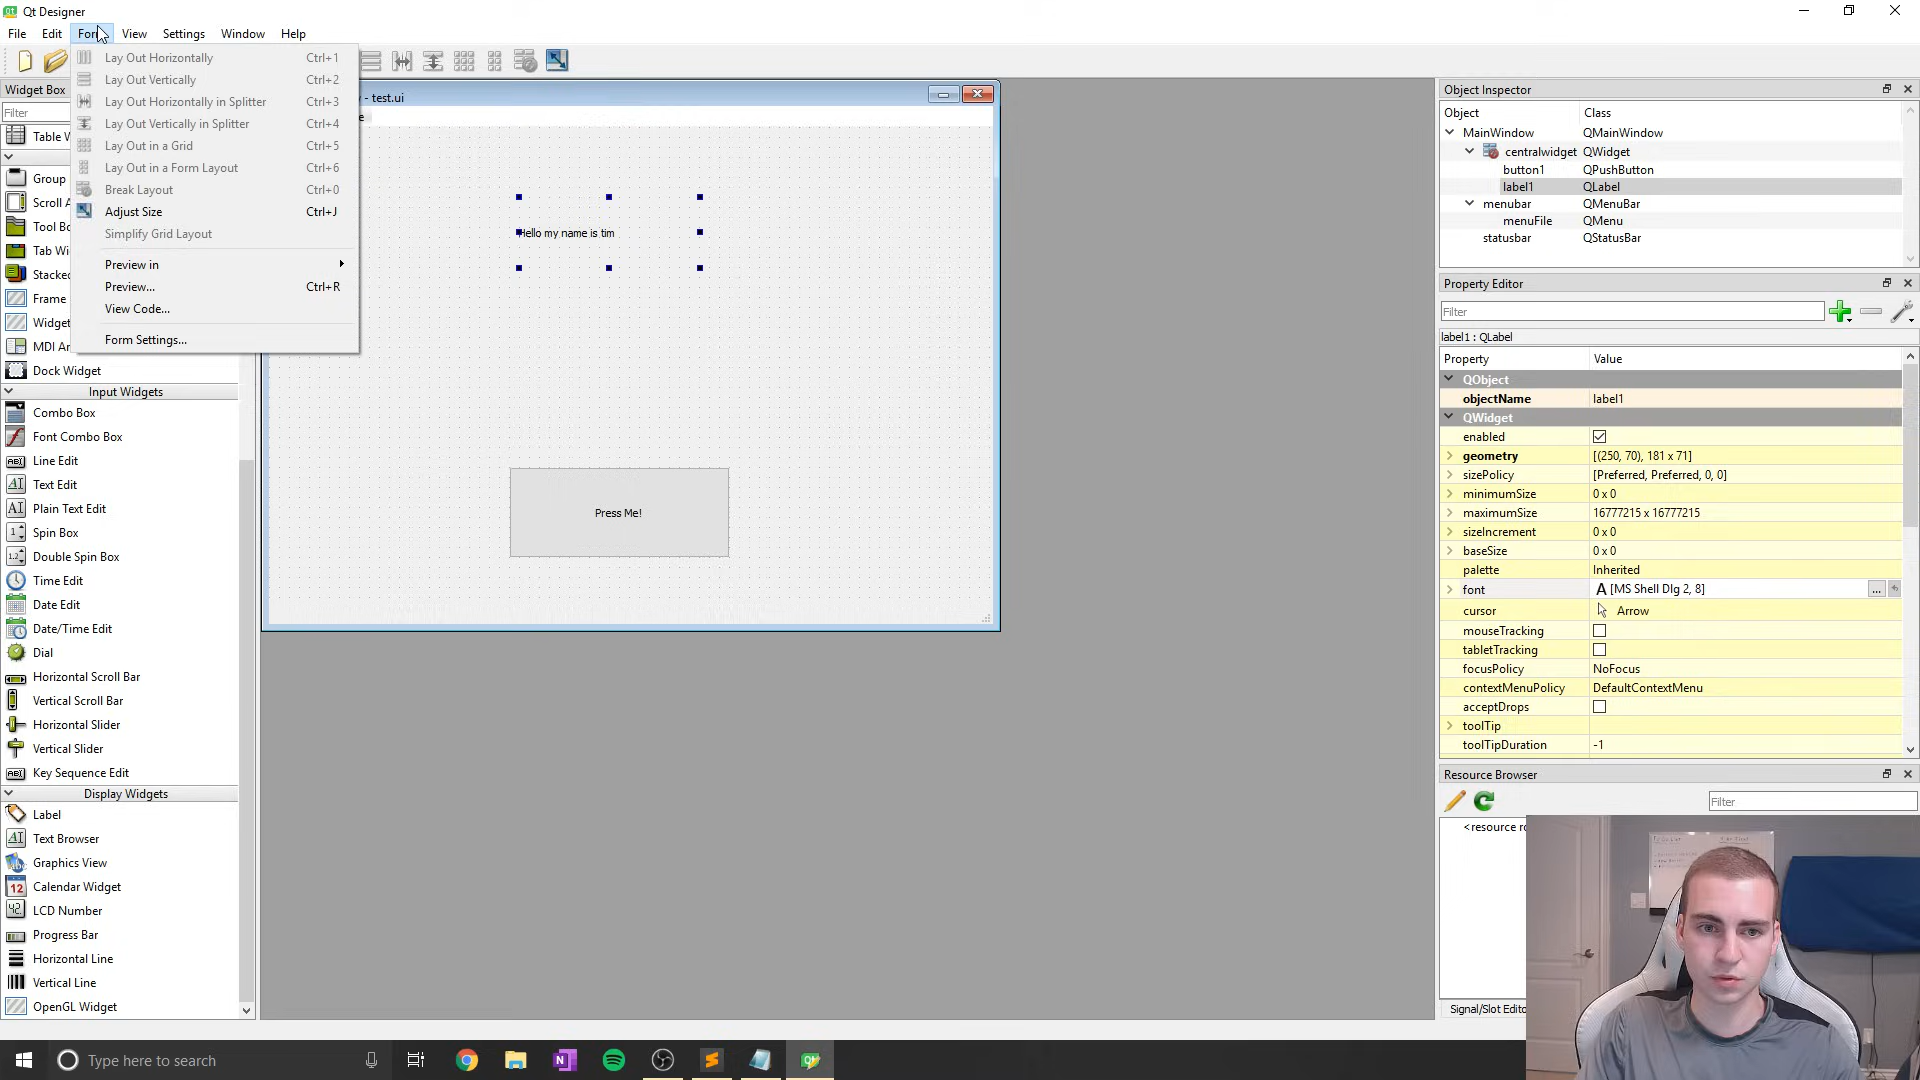 Qt Designer
File Edit Form View Settings Window Help
Lay Out Horizontally Ctrl+1
Lay Out Vertically Ctrl+2
Lay Out Horizontally in Splitter Ctrl+3
Lay Out Vertically in Splitter Ctrl+4
Lay Out in a Grid Ctrl+5
Lay Out in a Form Layout Ctrl+6
Break Layout Ctrl+0
Adjust Size Ctrl+J
Simplify Grid Layout
Preview in
Preview... Ctrl+R
View Code...
Form Settings...
Widget Box
Filter
Table W
Group
Scroll A
Tool Bo
Tab Wi
Stacked
Frame
Widget
MDI Ar
Dock Widget
Input Widgets
Combo Box
Font Combo Box
Line Edit
Text Edit
Plain Text Edit
Spin Box
Double Spin Box
Time Edit
Date Edit
Date/Time Edit
Dial
Horizontal Scroll Bar
Vertical Scroll Bar
Horizontal Slider
Vertical Slider
Key Sequence Edit
Display Widgets
Label
Text Browser
Graphics View
Calendar Widget
LCD Number
Progress Bar
Horizontal Line
Vertical Line
OpenGL Widget
- test.ui
Hello my name is tim
Press Me!
Object Inspector
Object Class
MainWindow QMainWindow
centralwidget QWidget
button1 QPushButton
label1 QLabel
menubar QMenuBar
menuFile QMenu
statusbar QStatusBar
Property Editor
Filter
label1 : QLabel
Property Value
QObject
objectName label1
QWidget
enabled
geometry [(250, 70), 181 x 71]
sizePolicy [Preferred, Preferred, 0, 0]
minimumSize 0 x 0
maximumSize 16777215 x 16777215
sizeIncrement 0 x 0
baseSize 0 x 0
palette Inherited
font A [MS Shell Dlg 2, 8] ...
cursor Arrow
mouseTracking
tabletTracking
focusPolicy NoFocus
contextMenuPolicy DefaultContextMenu
acceptDrops
toolTip
toolTipDuration -1
Resource Browser
Filter
<resource ro
Signal/Slot Edito
Type here to search